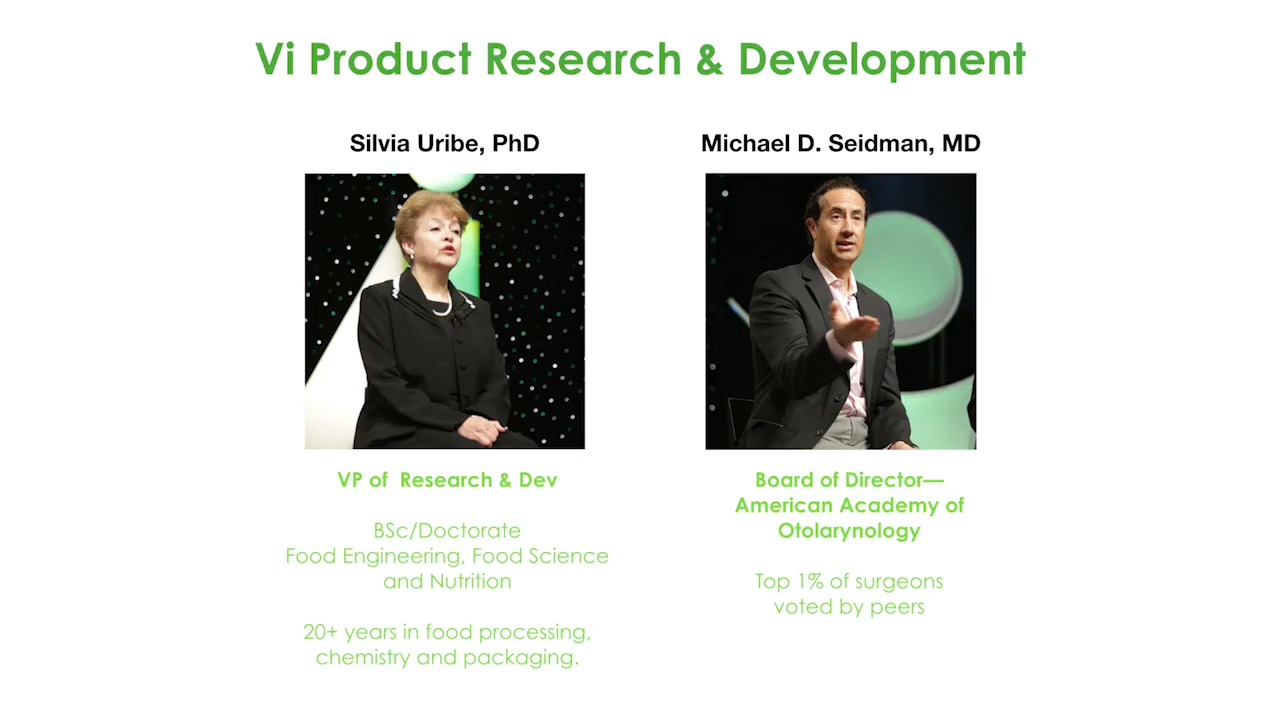 Vi Product Research & Development
Silvia Uribe, PhD
VP of  Research & Dev
BSc/Doctorate
Food Engineering, Food Science
and Nutrition
20+ years in food processing,
chemistry and packaging.
Michael D. Seidman, MD
Board of Director—
American Academy of
Otolarynology
Top 1% of surgeons
voted by peers